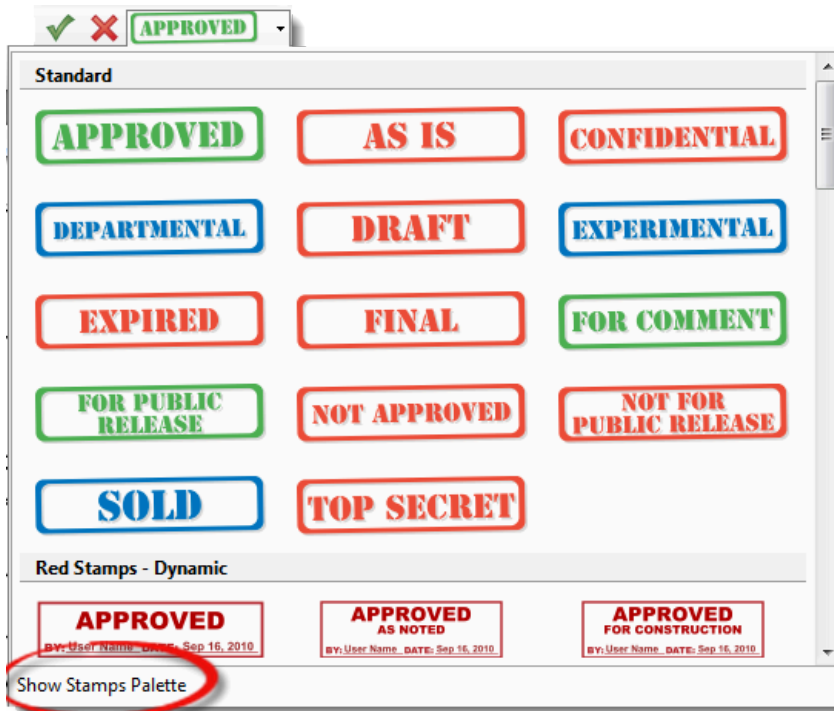 APPROVED
Standard
APPROVED
AS IS
CONFIDENTIAL
DEPARTMENTAL
DRAFT
EXPERIMENTAL
EXPIRED
FINAL
FOR COMMENT
FOR PUBLIC
RELEASE
NOT APPROVED
NOT FOR
PUBLIC RELEASE
SOLD
TOP SECRET
Red Stamps - Dynamic
APPROVED
BY: User Name DATE: Sep 16, 2010
APPROVED
AS NOTED
BY: User Name DATE: Sep 16, 2010
APPROVED
FOR CONSTRUCTION
BY: User Name DATE: Sep 16, 2010
Show Stamps Palette